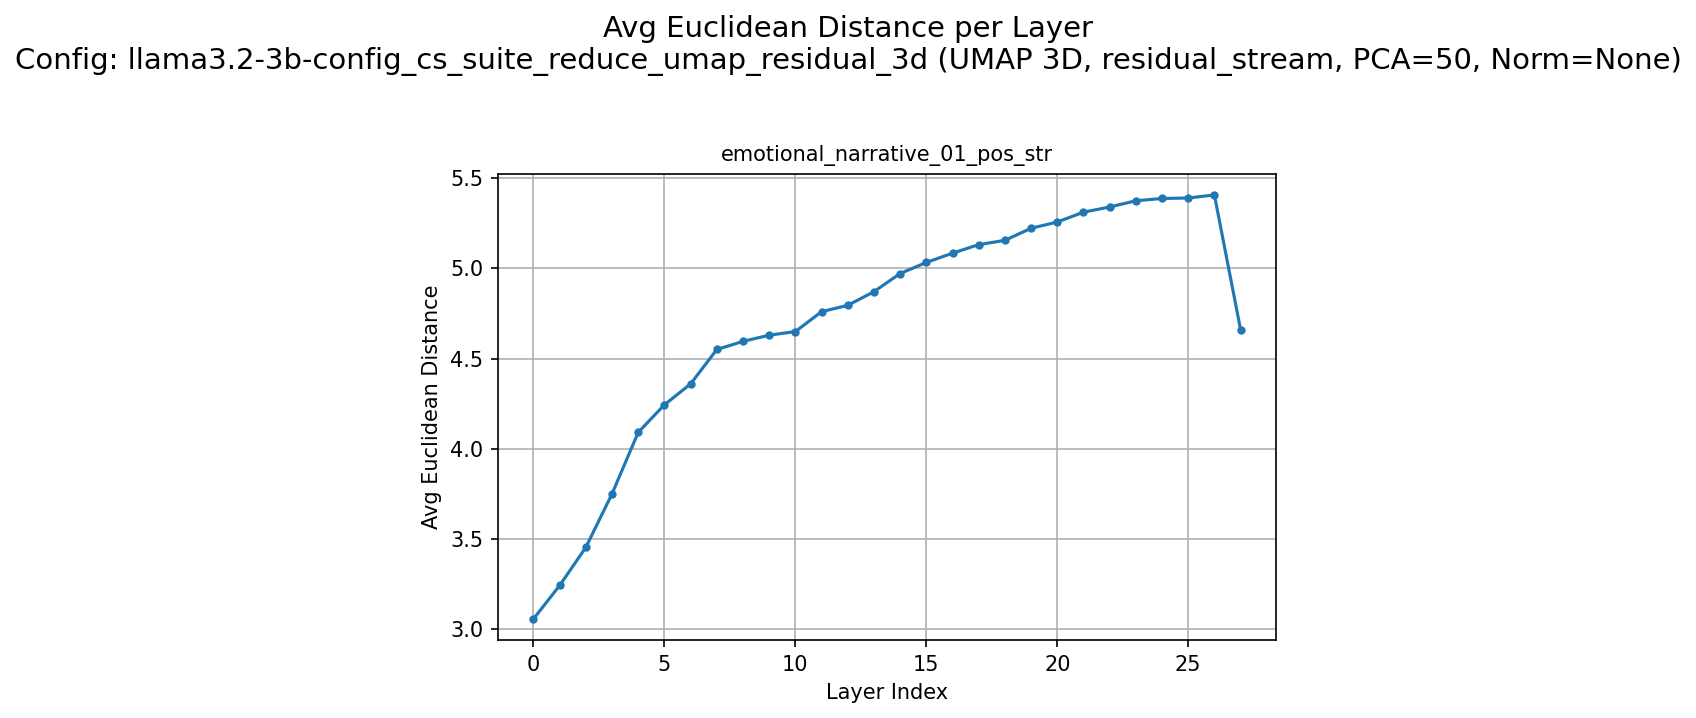 Avg Euclidean Distance per Layer
Config: llama3.2-3b-config_cs_suite_reduce_umap_residual_3d (UMAP 3D, residual_stream, PCA=50, Norm=None)
emotional_narrative_01_pos_str
Avg Euclidean Distance
5.5
5.0
4.5
4.0
3.5
3.0
0 5 10 15 20 25
Layer Index